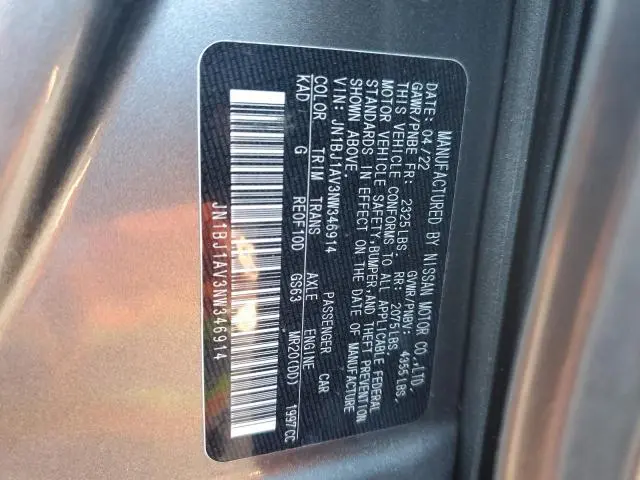 MANUFACTURED BY NISSAN MOTOR CO.,LTD.
DATE: 04/22 GVWR/PNBV: 4355LBS,
GAWR/PNBE FR: 2325LBS, RR: 2075LBS
THIS VEHICLE CONFORMS TO ALL APPLICABLE FEDERAL
MOTOR VEHICLE SAFETY,BUMPER,AND THEFT PREVENTION
STANDARDS IN EFFECT ON THE DATE OF MANUFACTURE
SHOWN ABOVE.
VIN: JN1BJ1AV3NW346914 PASSENGER CAR
COLOR TRIM TRANS AXLE ENGINE
KAD G RE0F10D GS63 MR20(DD) 1997CC
JN1BJ1AV3NW346914